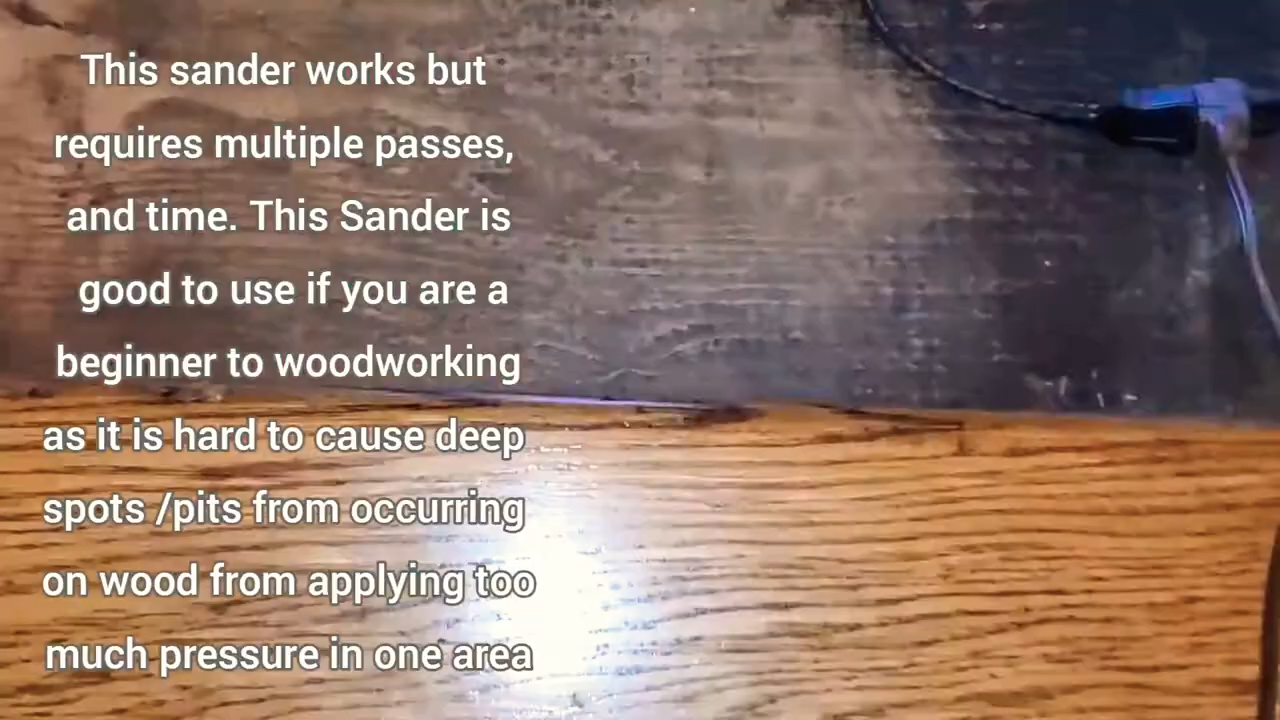 This sander works but
requires multiple passes,
and time. This Sander is
good to use if you are a
beginner to woodworking
as it is hard to cause deep
spots /pits from occurring
on wood from applying too
much pressure in one area